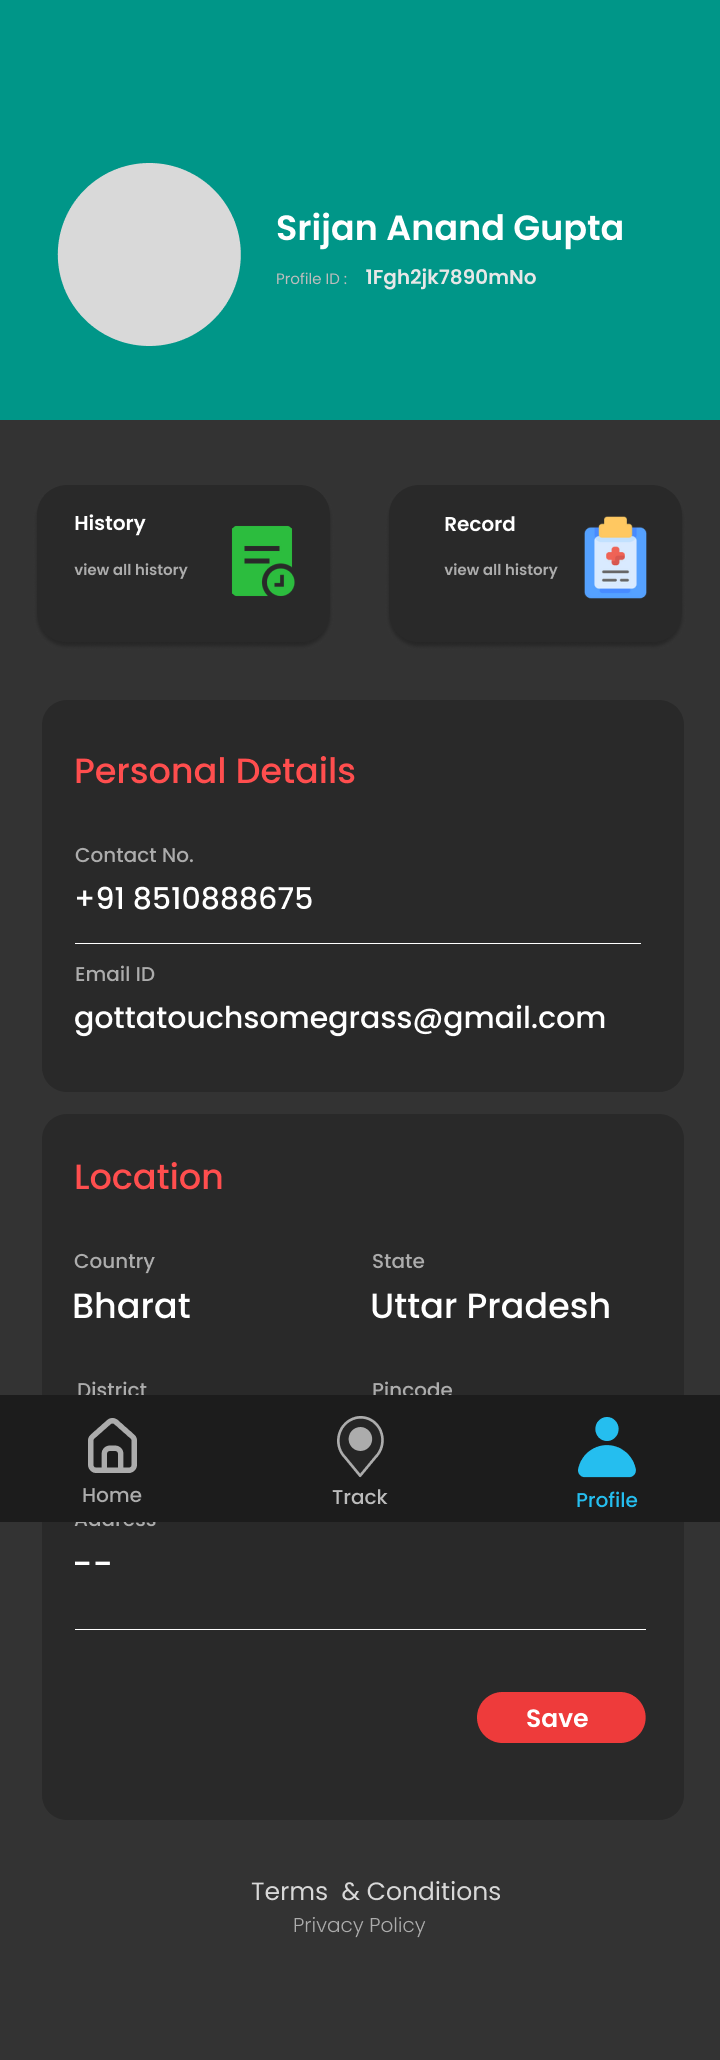 Srijan Anand Gupta
Profile ID : 1Fgh2jk7890mNo
History
view all history
Record
view all history
Personal Details
Contact No.
+91 8510888675
Email ID
gottatouchsomegrass@gmail.com
Location
Country
State
Bharat
Uttar Pradesh
District
Pincode
Home
Track
Profile
Address
--
Save
Terms & Conditions
Privacy Policy